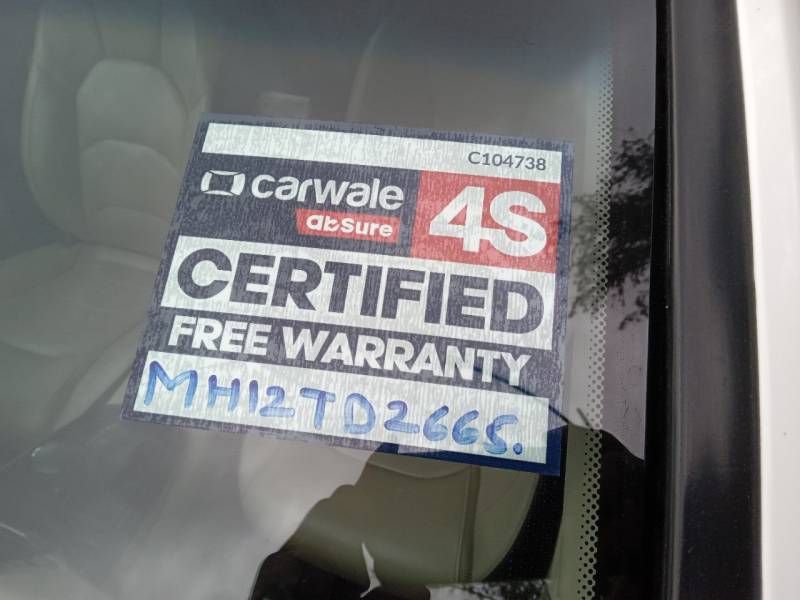 C104738
carwale
absure
4S
CERTIFIED
FREE WARRANTY
MH12TD2665.